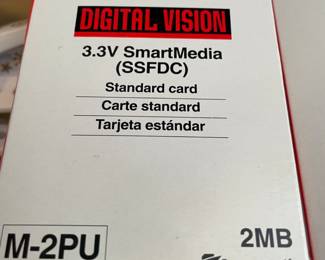 DIGITAL VISION
3.3V SmartMedia
(SSFDC)
Standard card
Carte standard
Tarjeta estándar
M-2PU
2MB